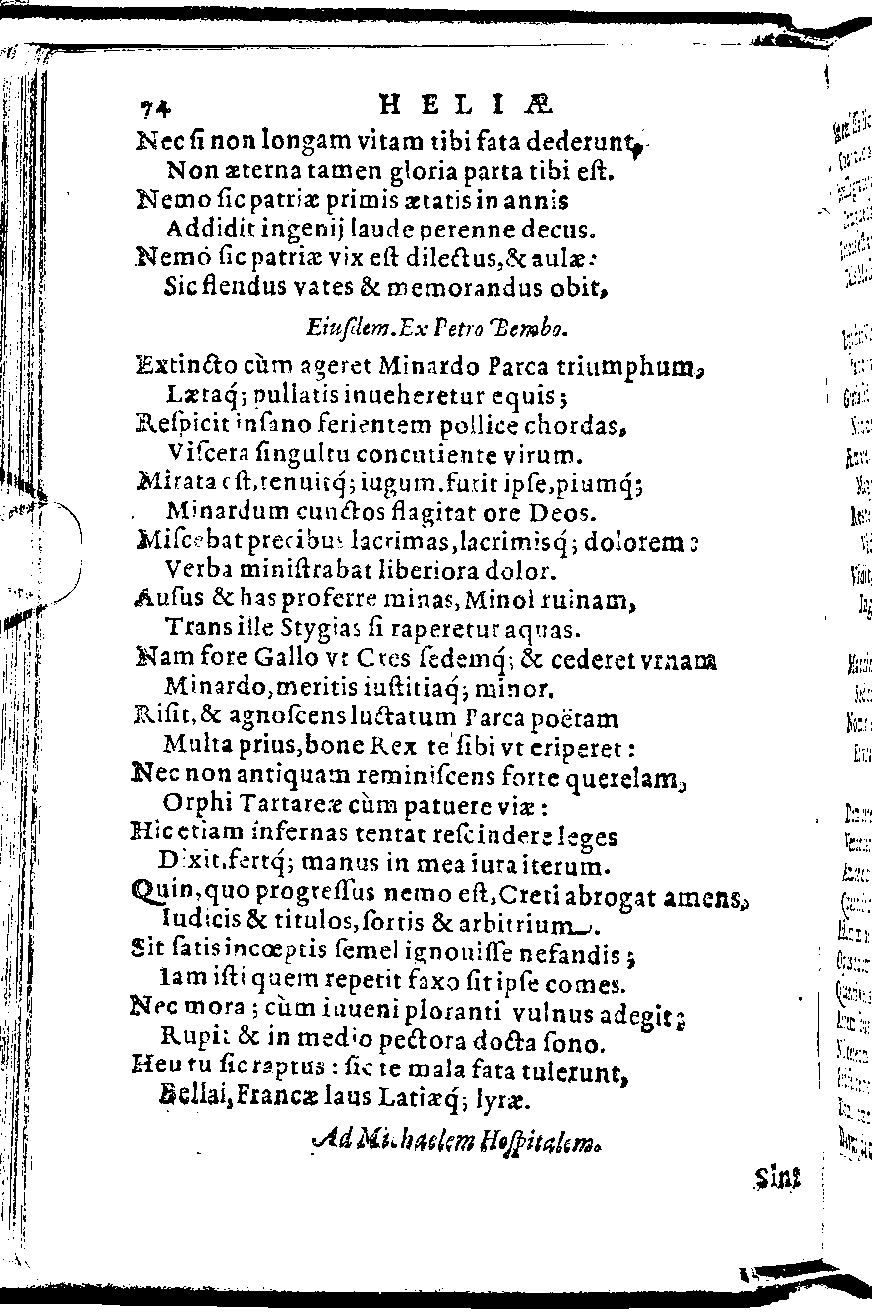 74 HELIÆ
Nec ſi non longam vitam tibi fata dederunt,
Non æterna tamen gloria parta tibi eſt.
Nemo ſic patriæ primis ætatis in annis
Addidit ingenij laude perenne decus.
Nemo ſic patriæ vix eſt dilectus, & aulæ:
Sic flendus vates & memorandus obit,
Eiuſdem. Ex Petro Bembo.
Extincto cùm ageret Minardo Parca triumphum,
Lætaq́; pullatis inueheretur equis;
Reſpicit inſano ferientem pollice chordas,
Viſcera ſingultu concutiente virum.
Mirata eſt, tenuitq́; iugum. furit ipſe, piumq́;
Minardum cunctos flagitat ore Deos.
Miſcebat precibus lacrimas, lacrimisq́; dolorem:
Verba miniſtrabat liberiora dolor.
Auſus & has proferre minas, Minoi ruinam,
Trans ille Stygias ſi raperetur aquas.
Nam fore Gallo vt Cres ſedemq́; & cederet vrnam
Minardo, meritis iuſtitiaq́; minor.
Riſit, & agnoſcens luctatum Parca poëtam
Multa prius, bone Rex te ſibi vt eriperet:
Nec non antiquam reminiſcens forte querelam,
Orphi Tartareæ cùm patuere viæ:
Hic etiam infernas tentat reſcindere leges
Dixit, fertq́; manus in mea iura iterum.
Quin, quo progreſſus nemo eſt, Creti abrogat amens,
Iudicis & titulos, ſortis & arbitrium.
Sit ſatis incœptis ſemel ignouiſſe nefandis;
Iam iſti quem repetit faxo ſit ipſe comes.
Nec mora; cùm iuueni ploranti vulnus adegit;
Rupit & in medio pectora docta ſono.
Heu tu ſic raptus: ſic te mala fata tulerunt,
Bellai, Francæ laus Latiæq́; lyræ.
Ad Michaelem Hoſpitalem.
Sint